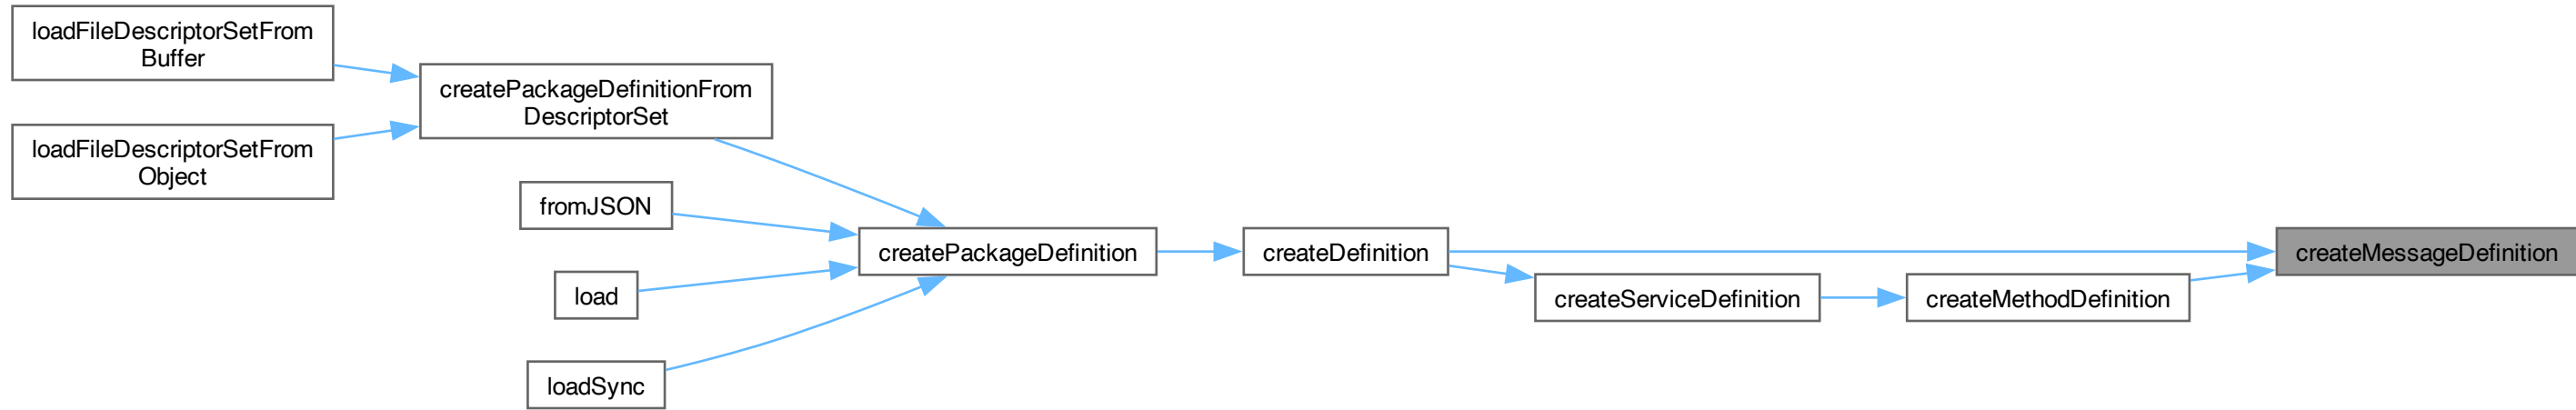 loadFileDescriptorSetFrom
Buffer
loadFileDescriptorSetFrom
Object
createPackageDefinitionFrom
DescriptorSet
fromJSON
load
loadSync
createPackageDefinition
createDefinition
createServiceDefinition
createMethodDefinition
createMessageDefinition